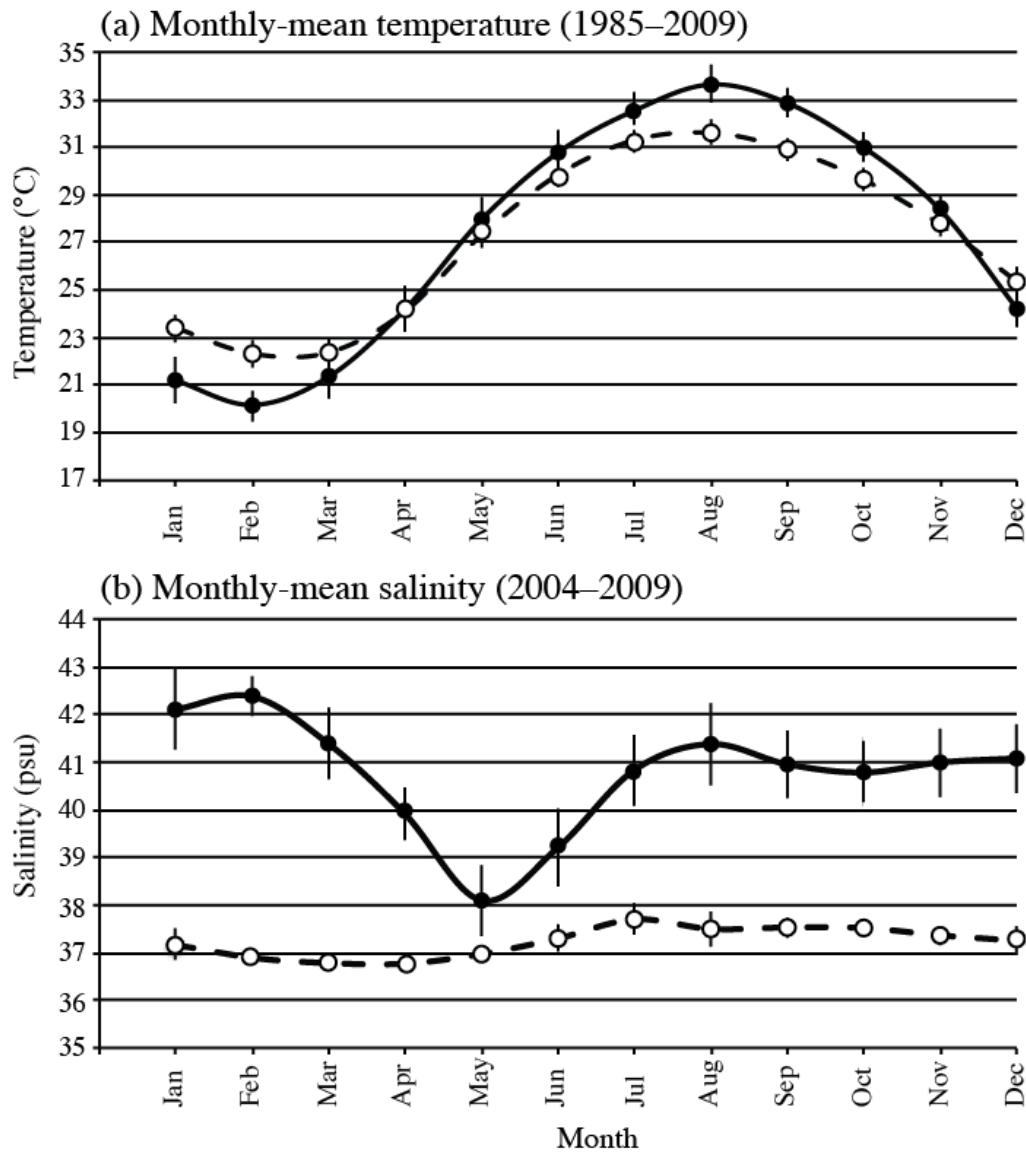 (a) Monthly-mean temperature (1985–2009)
35
33
31
29
27
25
23
21
19
17
Temperature (°C)
Jan
Feb
Mar
Apr
May
Jun
Jul
Aug
Sep
Oct
Nov
Dec
(b) Monthly-mean salinity (2004–2009)
44
43
42
41
40
39
38
37
36
35
Salinity (psu)
Jan
Feb
Mar
Apr
May
Jun
Jul
Aug
Sep
Oct
Nov
Dec
Month